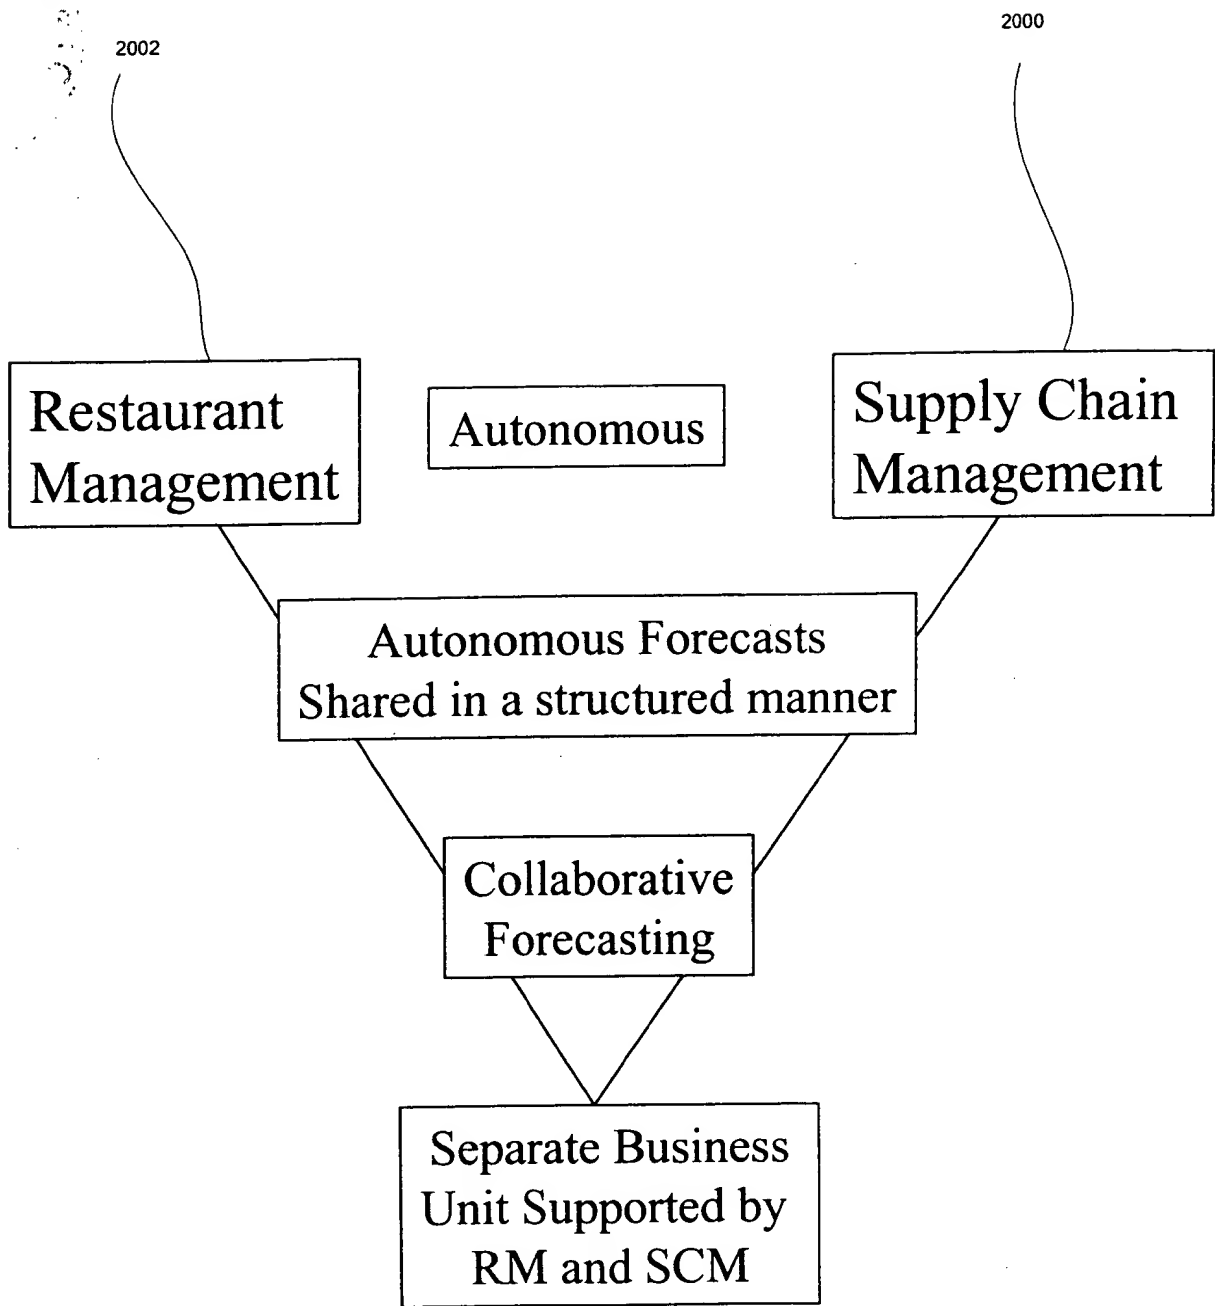 2002
2000
Restaurant
Management
Autonomous
Supply Chain
Management
Autonomous Forecasts
Shared in a structured manner
Collaborative
Forecasting
Separate Business
Unit Supported by
RM and SCM